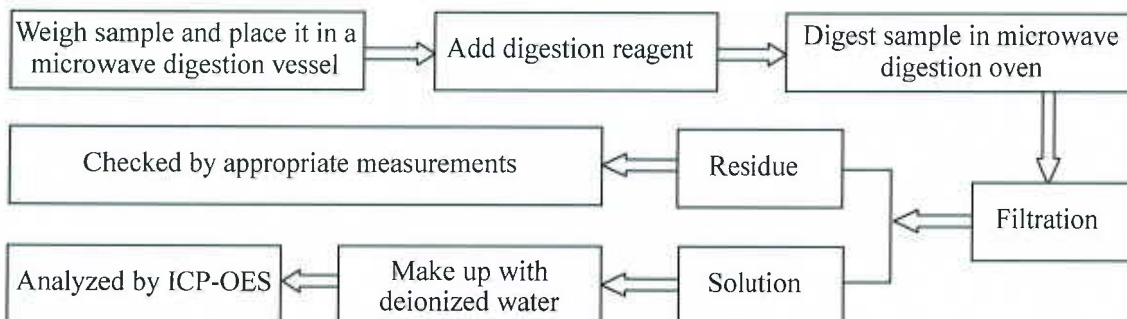 Weigh sample and place it in a
microwave digestion vessel
Add digestion reagent
Digest sample in microwave
digestion oven
Filtration
Residue
Checked by appropriate measurements
Solution
Make up with
deionized water
Analyzed by ICP-OES